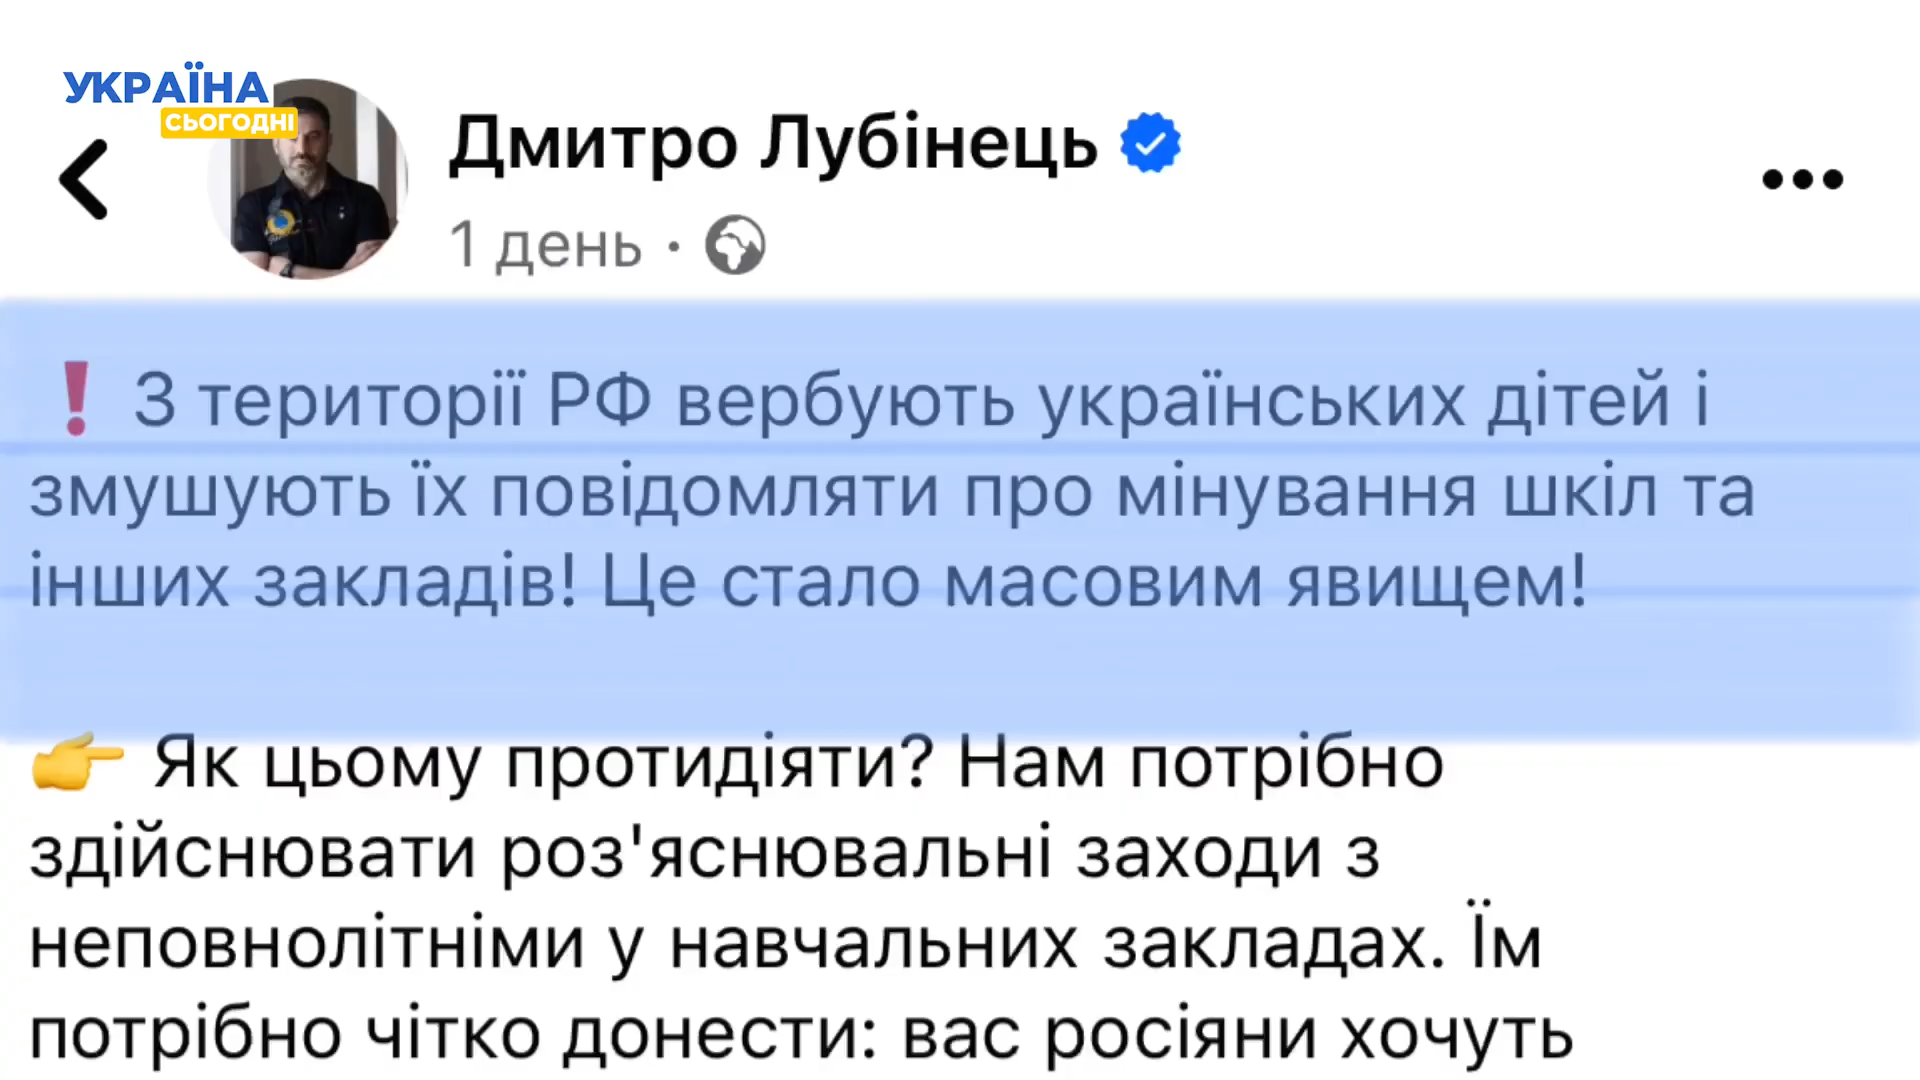 УКРАЇНА
СЬОГОДНІ
Дмитро Лубінець
1 день ·
❗ З території РФ вербують українських дітей і
змушують їх повідомляти про мінування шкіл та
інших закладів! Це стало масовим явищем!
👉 Як цьому протидіяти? Нам потрібно
здійснювати роз'яснювальні заходи з
неповнолітніми у навчальних закладах. Їм
потрібно чітко донести: вас росіяни хочуть